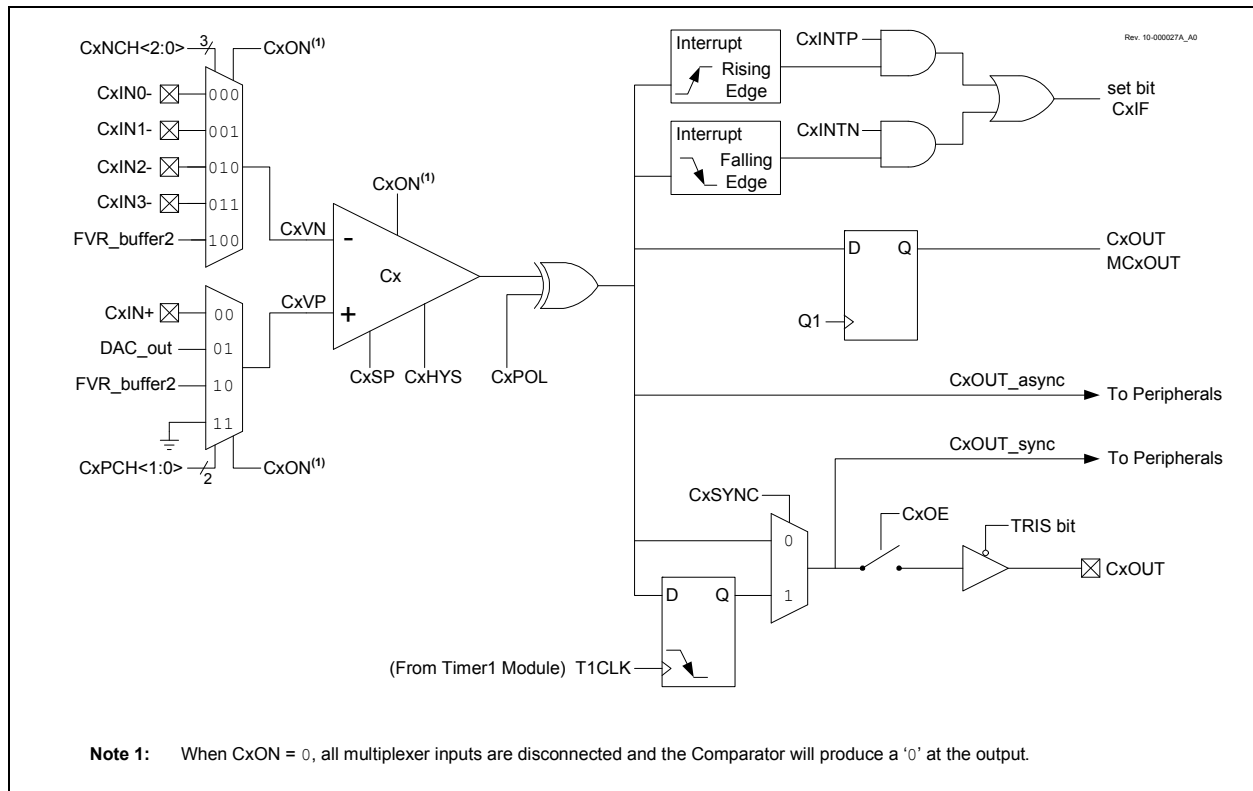 Rev. 10-000027A_A0
CxNCH<2:0>
3
CxON(1)
CxIN0-
000
CxIN1-
001
CxIN2-
010
CxIN3-
011
FVR_buffer2
100
CxVN
CxON(1)
-
Cx
+
CxVP
CxIN+
00
DAC_out
01
FVR_buffer2
10
11
CxPCH<1:0>
2
CxON(1)
CxSP
CxHYS
CxPOL
Interrupt
Rising
Edge
CxINTP
Interrupt
Falling
Edge
CxINTN
set bit
CxIF
D
Q
Q1
CxOUT
MCxOUT
CxOUT_async
To Peripherals
CxOUT_sync
To Peripherals
CxSYNC
0
1
CxOE
TRIS bit
CxOUT
D
Q
(From Timer1 Module) T1CLK
Note 1: When CxON = 0, all multiplexer inputs are disconnected and the Comparator will produce a ‘0’ at the output.